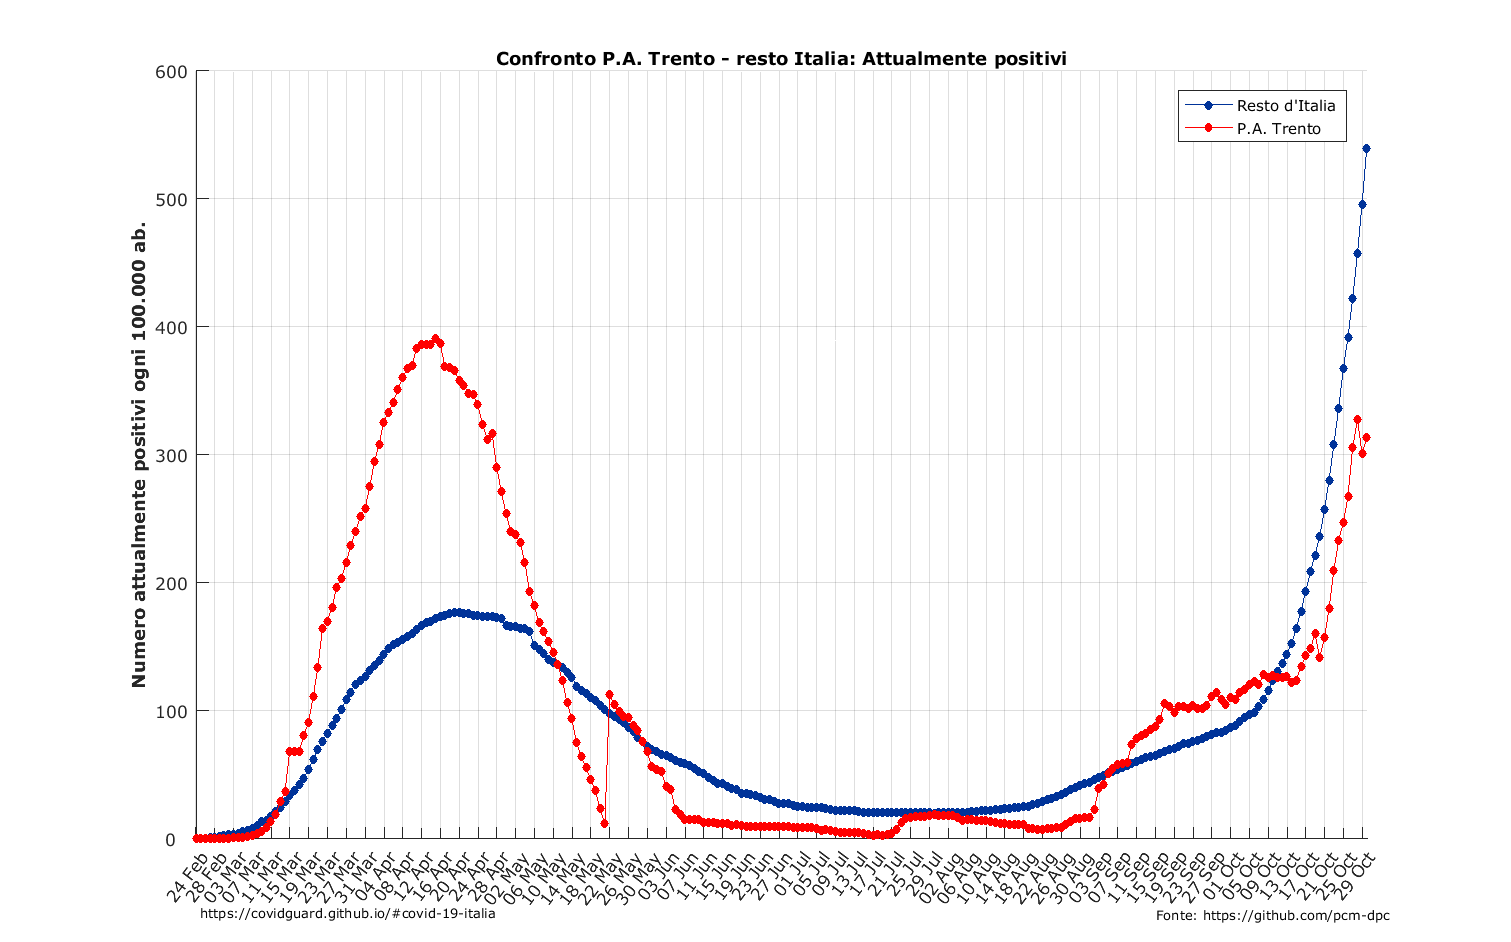 Confronto P.A. Trento - resto Italia: Attualmente positivi
Resto d'Italia
P.A. Trento
Numero attualmente positivi ogni 100.000 ab.
600
500
400
300
200
100
0
24 Feb
28 Feb
03 Mar
07 Mar
11 Mar
15 Mar
19 Mar
23 Mar
27 Mar
31 Mar
04 Apr
08 Apr
12 Apr
16 Apr
20 Apr
24 Apr
28 Apr
02 May
06 May
10 May
14 May
18 May
22 May
26 May
30 May
03 Jun
07 Jun
11 Jun
15 Jun
19 Jun
23 Jun
27 Jun
01 Jul
05 Jul
09 Jul
13 Jul
17 Jul
21 Jul
25 Jul
29 Jul
02 Aug
06 Aug
10 Aug
14 Aug
18 Aug
22 Aug
26 Aug
30 Aug
03 Sep
07 Sep
11 Sep
15 Sep
19 Sep
23 Sep
27 Sep
01 Oct
05 Oct
09 Oct
13 Oct
17 Oct
21 Oct
25 Oct
29 Oct
https://covidguard.github.io/#covid-19-italia
Fonte: https://github.com/pcm-dpc